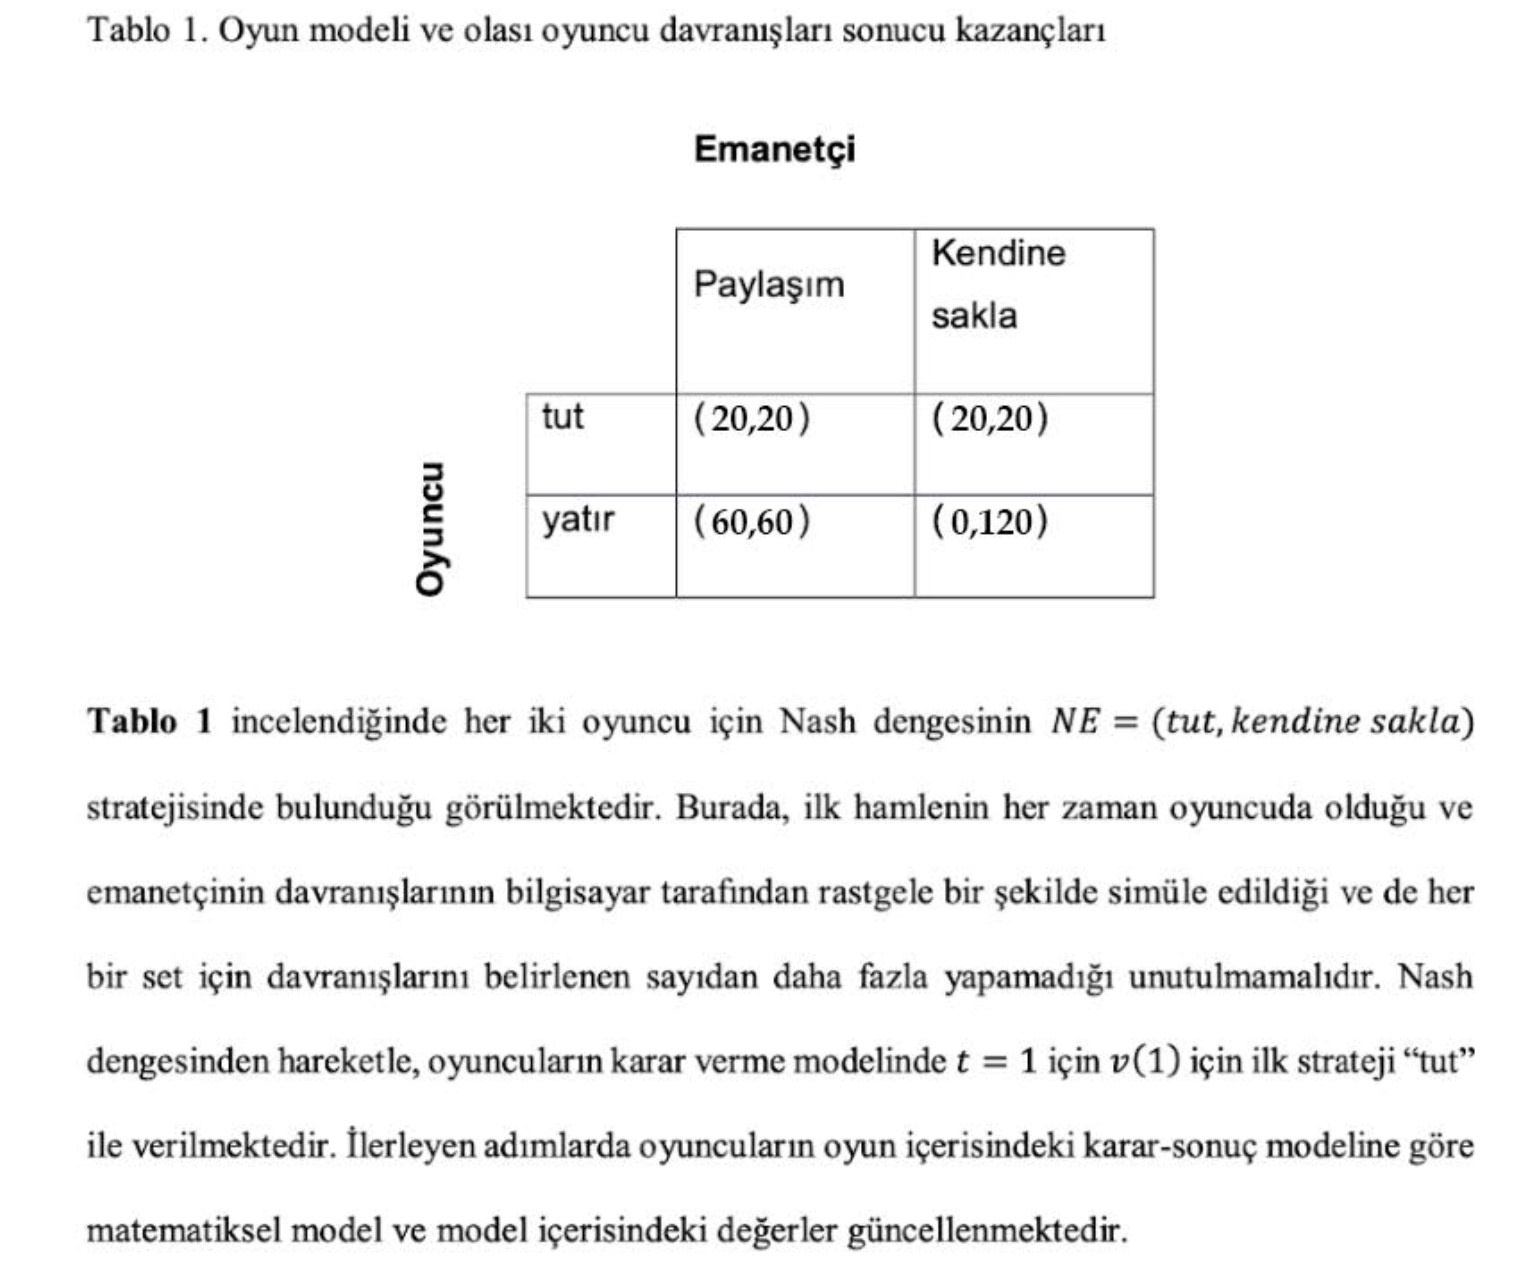 Tablo 1. Oyun modeli ve olası oyuncu davranışları sonucu kazançları
Emanetçi
Paylaşım
Kendine
sakla
Oyuncu
tut
(20,20)
(20,20)
yatır
(60,60)
(0,120)
Tablo 1 incelendiğinde her iki oyuncu için Nash dengesinin NE = (tut, kendine sakla)
stratejisinde bulunduğu görülmektedir. Burada, ilk hamlenin her zaman oyuncuda olduğu ve
emanetçinin davranışlarının bilgisayar tarafından rastgele bir şekilde simüle edildiği ve de her
bir set için davranışlarını belirlenen sayıdan daha fazla yapamadığı unutulmamalıdır. Nash
dengesinden hareketle, oyuncuların karar verme modelinde t = 1 için v(1) için ilk strateji “tut”
ile verilmektedir. İlerleyen adımlarda oyuncuların oyun içerisindeki karar-sonuç modeline göre
matematiksel model ve model içerisindeki değerler güncellenmektedir.